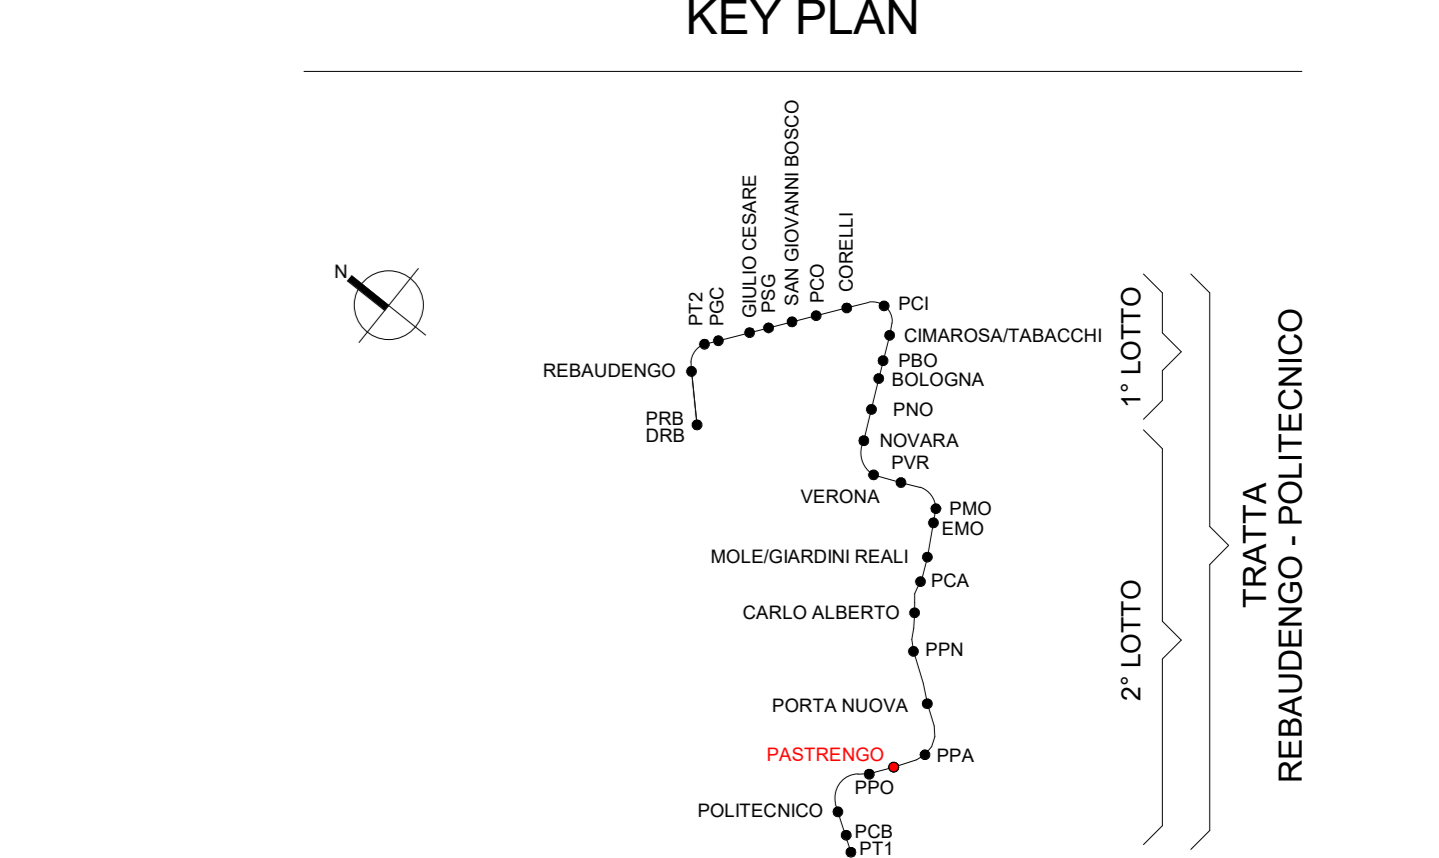 KEY PLAN
N
PT2
PGC
GIULIO CESARE
PSG
SAN GIOVANNI BOSCO
PCO
CORELLI
PCI
CIMAROSA/TABACCHI
REBAUDENGO
PBO
BOLOGNA
PRB
DRB
PNO
NOVARA
PVR
VERONA
PMO
EMO
MOLE/GIARDINI REALI
PCA
CARLO ALBERTO
PPN
PORTA NUOVA
PASTRENGO
PPA
PPO
POLITECNICO
PCB
PT1
1° LOTTO
2° LOTTO
TRATTA
REBAUDENGO - POLITECNICO